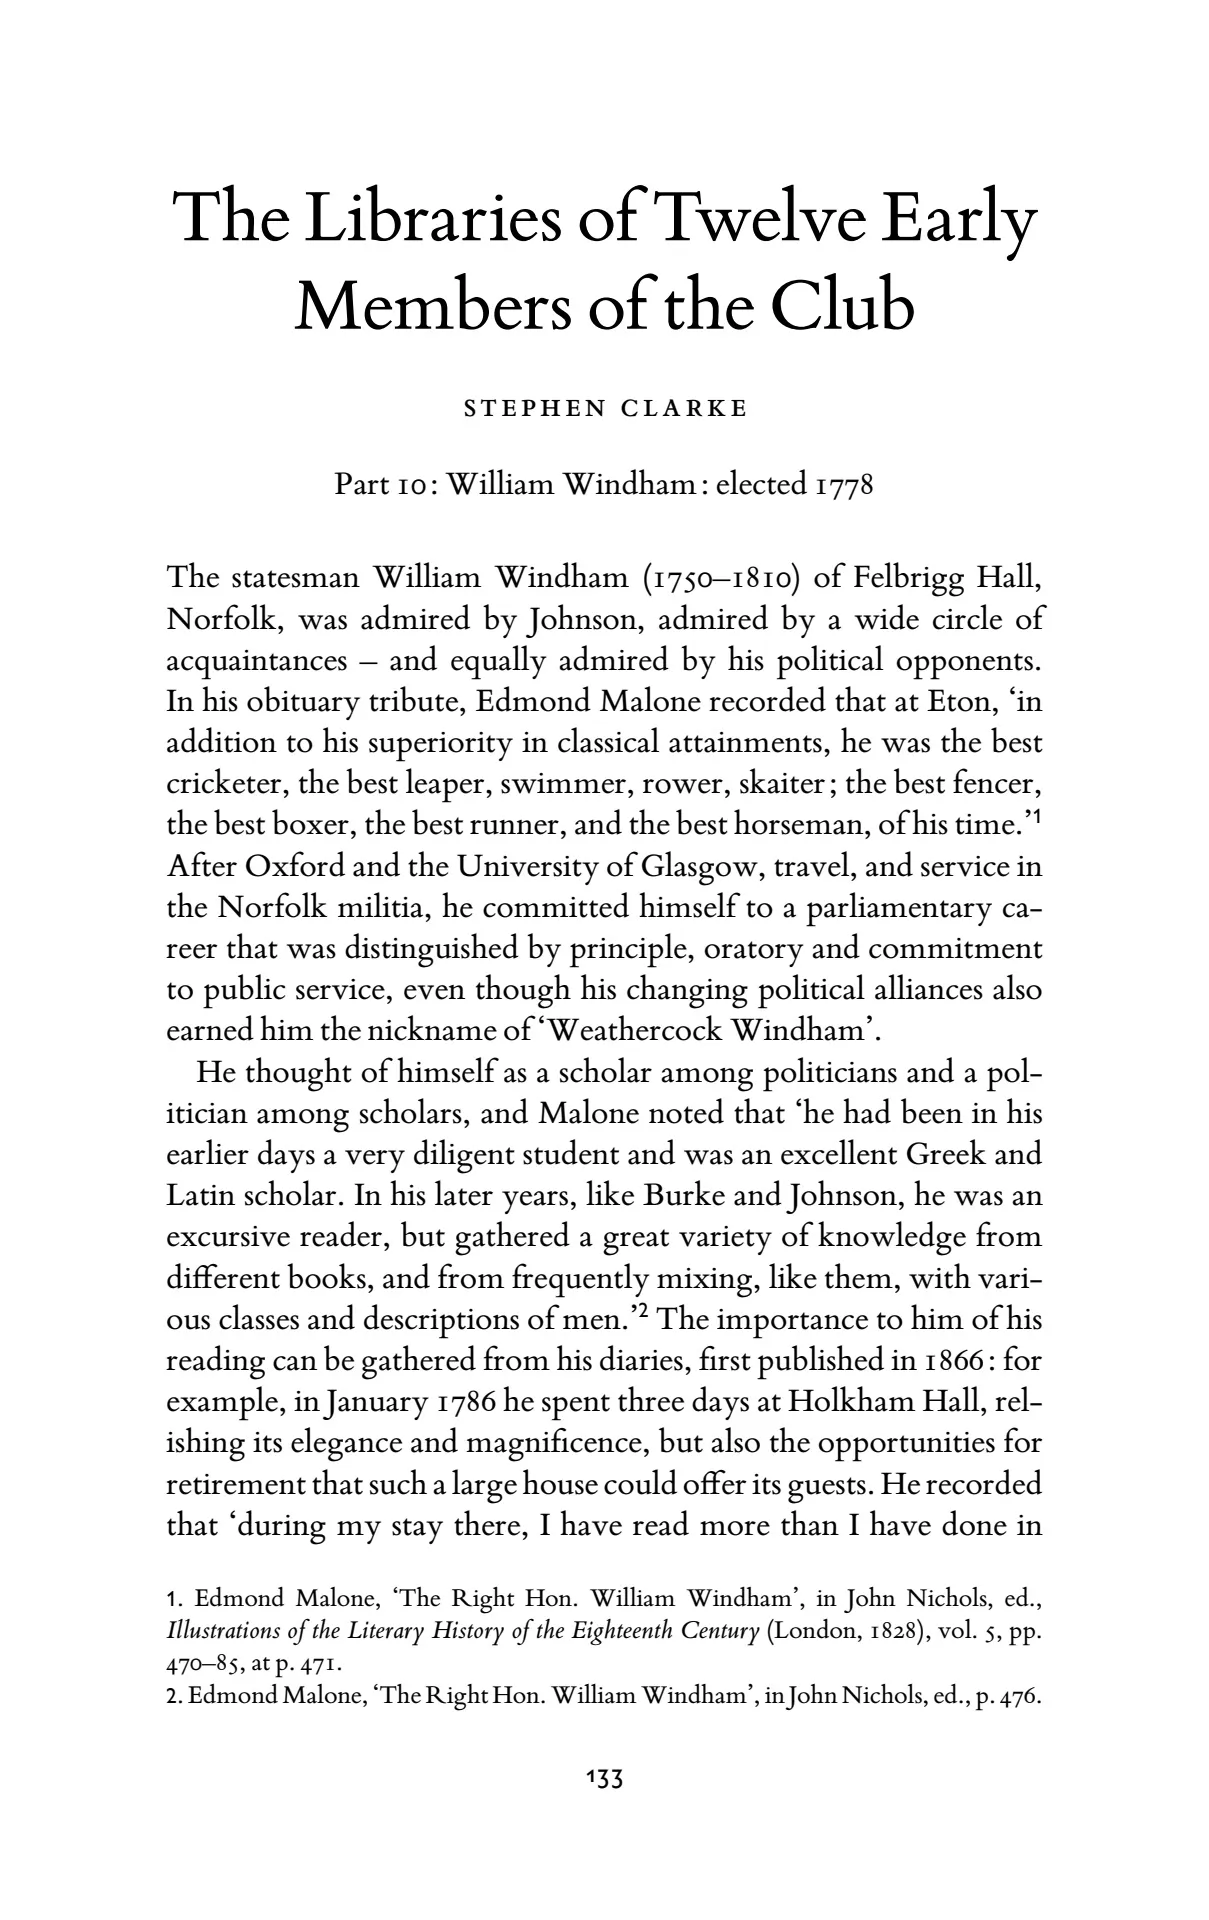 The Libraries of Twelve Early
Members of the Club
STEPHEN CLARKE
Part 10: William Windham: elected 1778
The statesman William Windham (1750–1810) of Felbrigg Hall,
Norfolk, was admired by Johnson, admired by a wide circle of
acquaintances – and equally admired by his political opponents.
In his obituary tribute, Edmond Malone recorded that at Eton, ‘in
addition to his superiority in classical attainments, he was the best
cricketer, the best leaper, swimmer, rower, skaiter; the best fencer,
the best boxer, the best runner, and the best horseman, of his time.’1
After Oxford and the University of Glasgow, travel, and service in
the Norfolk militia, he committed himself to a parliamentary ca-
reer that was distinguished by principle, oratory and commitment
to public service, even though his changing political alliances also
earned him the nickname of ‘Weathercock Windham’.
He thought of himself as a scholar among politicians and a pol-
itician among scholars, and Malone noted that ‘he had been in his
earlier days a very diligent student and was an excellent Greek and
Latin scholar. In his later years, like Burke and Johnson, he was an
excursive reader, but gathered a great variety of knowledge from
different books, and from frequently mixing, like them, with vari-
ous classes and descriptions of men.’2 The importance to him of his
reading can be gathered from his diaries, first published in 1866: for
example, in January 1786 he spent three days at Holkham Hall, rel-
ishing its elegance and magnificence, but also the opportunities for
retirement that such a large house could offer its guests. He recorded
that ‘during my stay there, I have read more than I have done in
1. Edmond Malone, ‘The Right Hon. William Windham’, in John Nichols, ed.,
Illustrations of the Literary History of the Eighteenth Century (London, 1828), vol. 5, pp.
470–85, at p. 471.
2. Edmond Malone, ‘The Right Hon. William Windham’, in John Nichols, ed., p. 476.
133